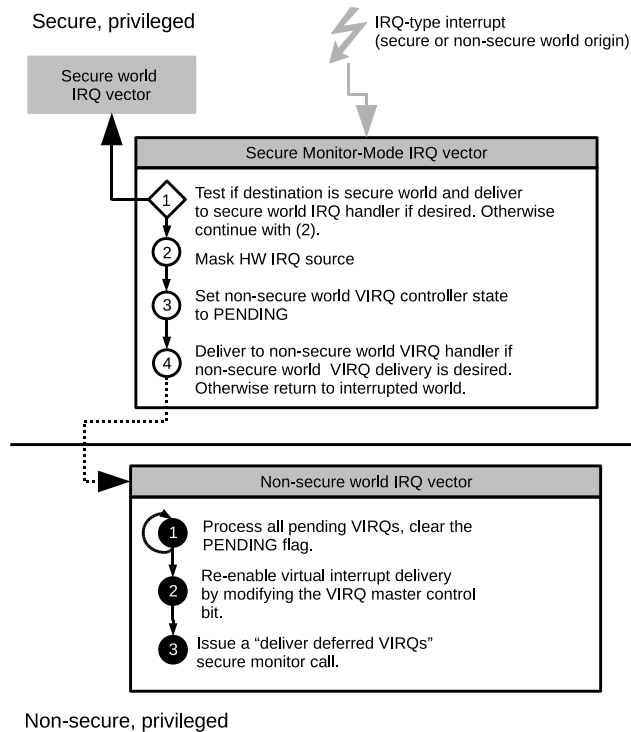 Secure, privileged
IRQ-type interrupt
(secure or non-secure world origin)
Secure world
IRQ vector
Secure Monitor-Mode IRQ vector
1
Test if destination is secure world and deliver
to secure world IRQ handler if desired. Otherwise
continue with (2).
2
Mask HW IRQ source
3
Set non-secure world VIRQ controller state
to PENDING
4
Deliver to non-secure world VIRQ handler if
non-secure world VIRQ delivery is desired.
Otherwise return to interrupted world.
Non-secure world IRQ vector
1
Process all pending VIRQs, clear the
PENDING flag.
2
Re-enable virtual interrupt delivery
by modifying the VIRQ master control
bit.
3
Issue a “deliver deferred VIRQs”
secure monitor call.
Non-secure, privileged